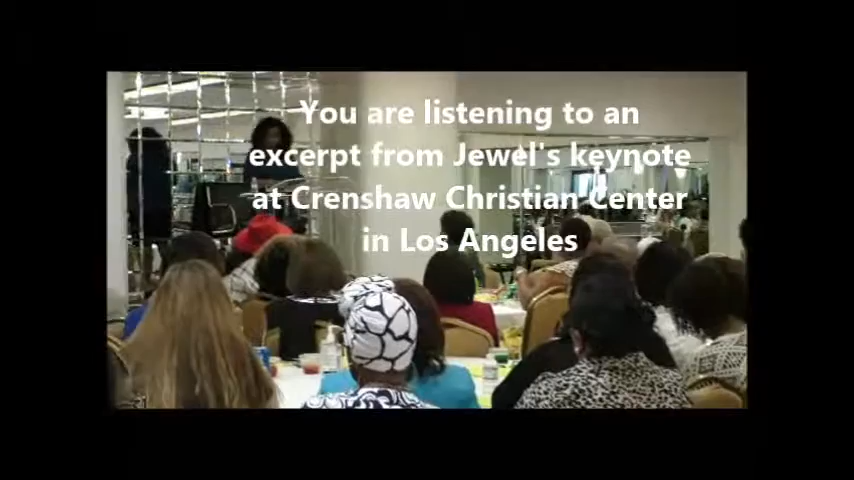 You are listening to an
excerpt from Jewel's keynote
at Crenshaw Christian Center
in Los Angeles